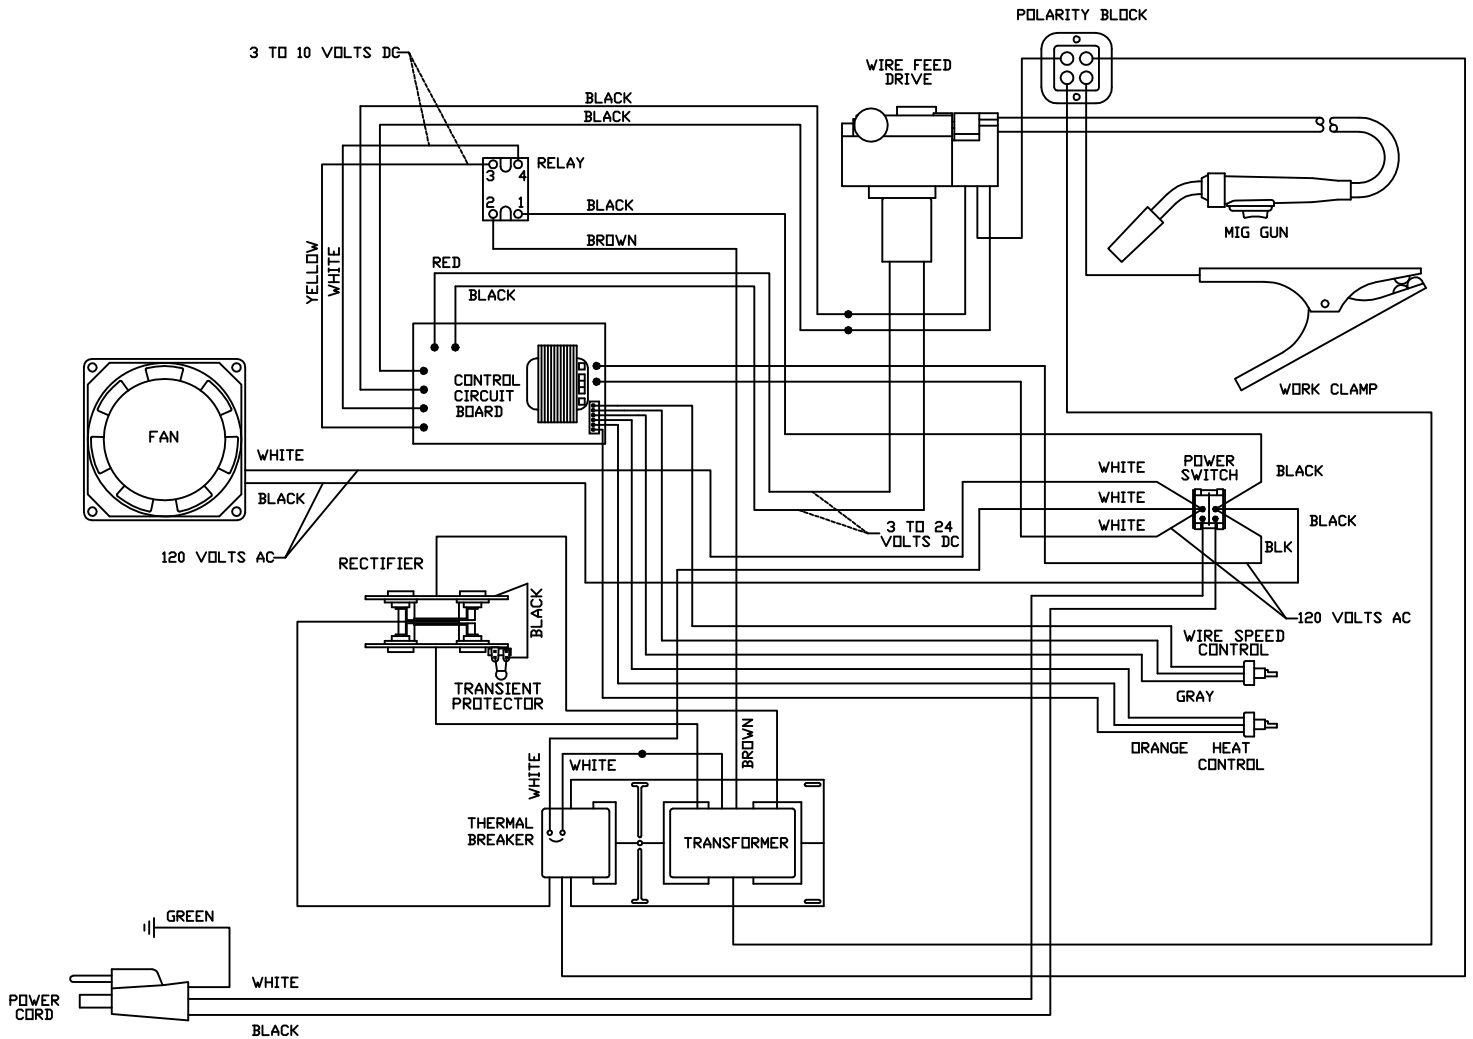 POLARITY BLOCK
3 TO 10 VOLTS DC
WIRE FEED
DRIVE
BLACK
BLACK
RELAY
3
4
2
1
BLACK
MIG GUN
BROWN
YELLOW
WHITE
RED
BLACK
CONTROL
CIRCUIT
BOARD
WORK CLAMP
FAN
WHITE
BLACK
120 VOLTS AC
WHITE
WHITE
WHITE
POWER
SWITCH
BLACK
BLACK
BLK
3 TO 24
VOLTS DC
RECTIFIER
BLACK
120 VOLTS AC
WIRE SPEED
CONTROL
TRANSIENT
PROTECTOR
GRAY
ORANGE
HEAT
CONTROL
BROWN
WHITE
WHITE
THERMAL
BREAKER
TRANSFORMER
GREEN
WHITE
POWER
CORD
BLACK